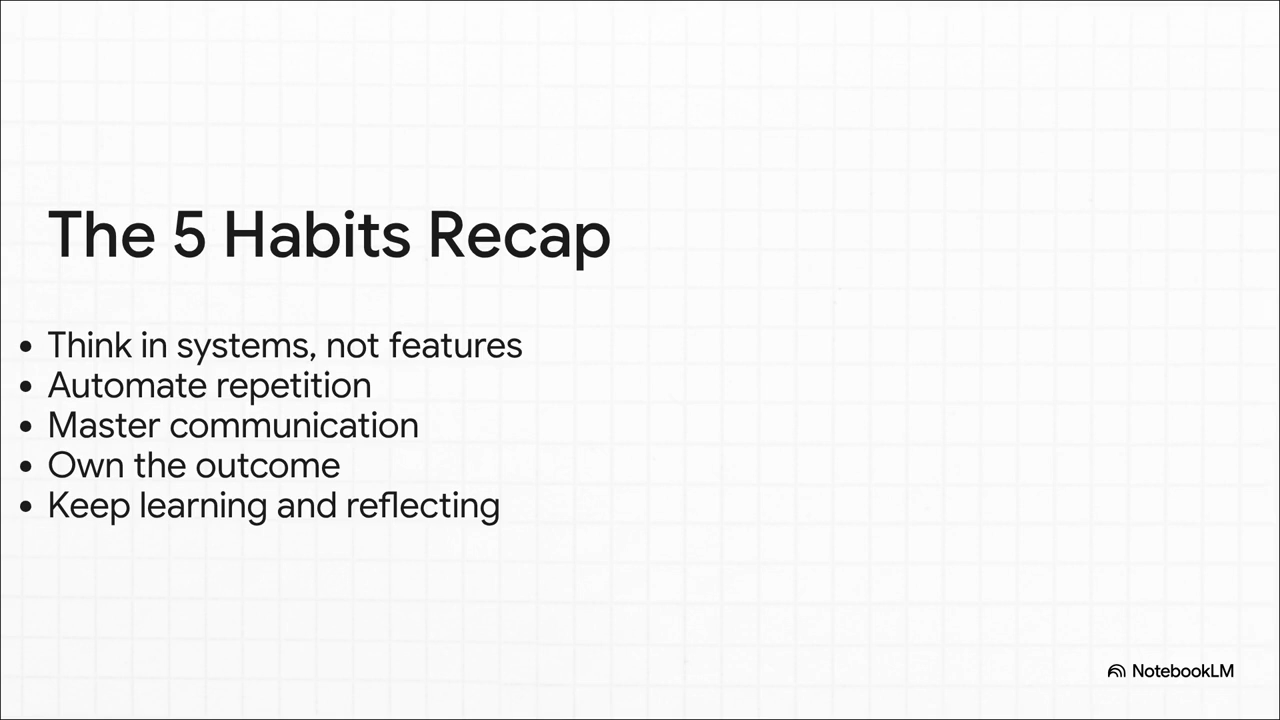 The 5 Habits Recap
• Think in systems, not features
• Automate repetition
• Master communication
• Own the outcome
• Keep learning and reflecting
NotebookLM